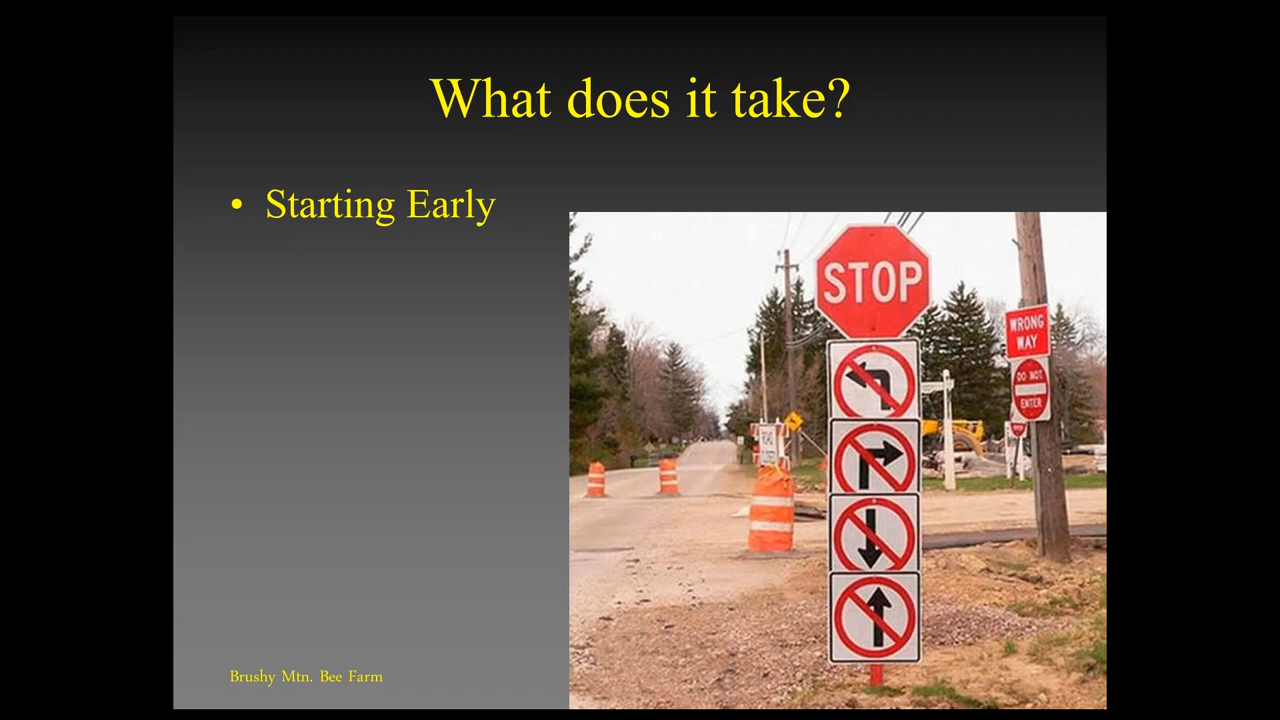 What does it take?
• Starting Early
STOP
WRONG
WAY
DO NOT
ENTER
Brushy Mtn. Bee Farm